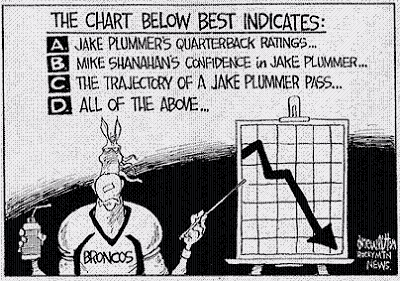 THE CHART BELOW BEST INDICATES:
A. JAKE PLUMMER'S QUARTERBACK RATINGS...
B. MIKE SHANAHAN'S CONFIDENCE in JAKE PLUMMER...
C. THE TRAJECTORY OF A JAKE PLUMMER PASS...
D. ALL OF THE ABOVE...
BRONCOS
ROCKY MTN
NEWS.